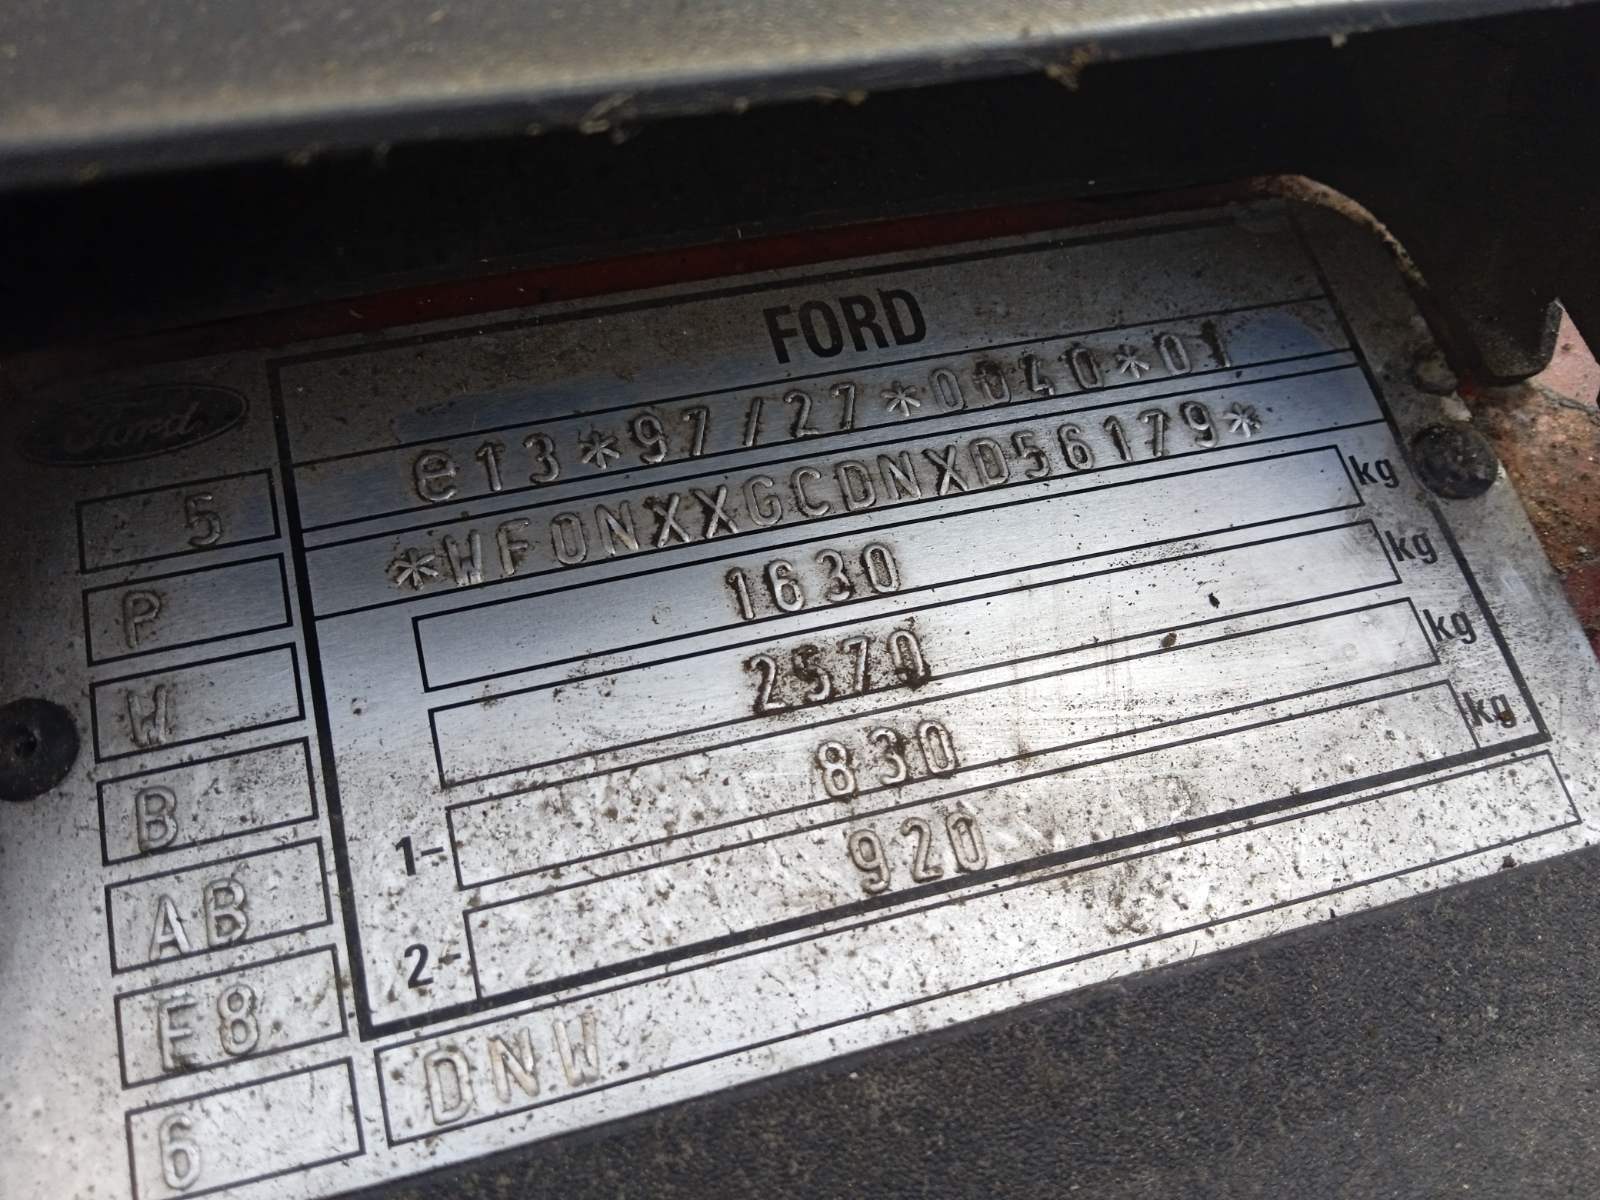 FORD
Ford
e13*97/27*0040*01
*WF0NXXGCDNXD56179*
1630 kg
2570 kg
1- 830 kg
2- 920 kg
5
P
W
B
AB
F8
6
DNW